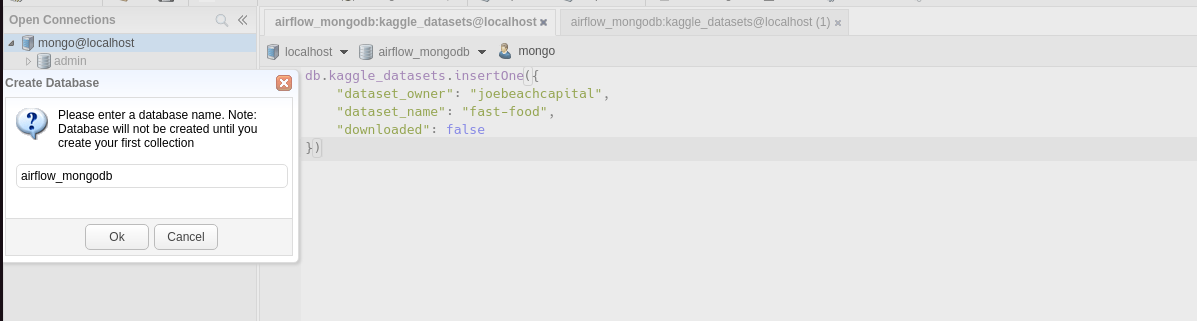 Open Connections
mongo@localhost
admin
Create Database
Please enter a database name. Note:
Database will not be created until you
create your first collection
airflow_mongodb
Ok
Cancel
airflow_mongodb:kaggle_datasets@localhost
airflow_mongodb:kaggle_datasets@localhost (1)
localhost
airflow_mongodb
mongo
db.kaggle_datasets.insertOne({
"dataset_owner": "joebeachcapital",
"dataset_name": "fast-food",
"downloaded": false
})